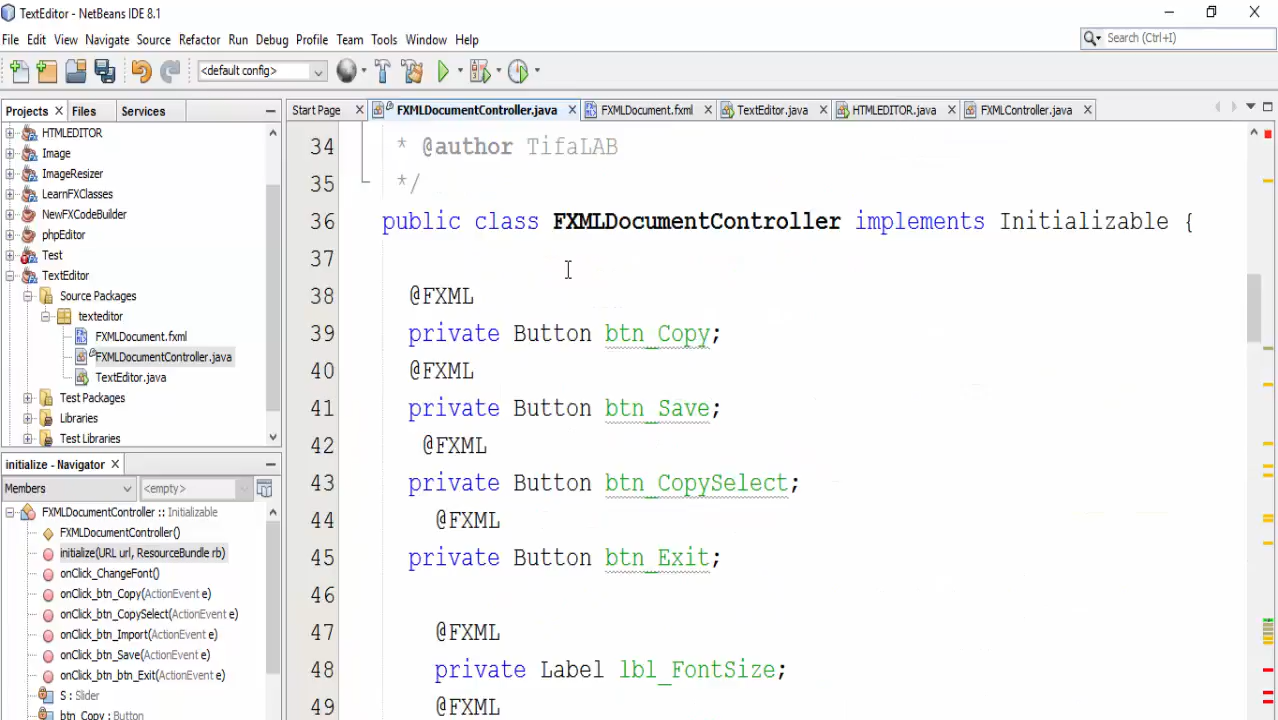 TextEditor - NetBeans IDE 8.1
File Edit View Navigate Source Refactor Run Debug Profile Team Tools Window Help
Search (Ctrl+I)
<default config>
Projects Files Services
Start Page FXMLDocumentController.java FXMLDocument.fxml TextEditor.java HTMLEDITOR.java FXMLController.java
HTMLEDITOR
Image
ImageResizer
LearnFXClasses
NewFXCodeBuilder
phpEditor
Test
TextEditor
Source Packages
texteditor
FXMLDocument.fxml
FXMLDocumentController.java
TextEditor.java
Test Packages
Libraries
Test Libraries
initialize - Navigator
Members <empty>
FXMLDocumentController :: Initializable
FXMLDocumentController()
initialize(URL url, ResourceBundle rb)
onClick_ChangeFont()
onClick_btn_Copy(ActionEvent e)
onClick_btn_CopySelect(ActionEvent e)
onClick_btn_Import(ActionEvent e)
onClick_btn_Save(ActionEvent e)
onClick_btn_btn_Exit(ActionEvent e)
S : Slider
btn_Copy : Button
34 * @author TifaLAB
35 */
36 public class FXMLDocumentController implements Initializable {
37
38 @FXML
39 private Button btn_Copy;
40 @FXML
41 private Button btn_Save;
42 @FXML
43 private Button btn_CopySelect;
44 @FXML
45 private Button btn_Exit;
46
47 @FXML
48 private Label lbl_FontSize;
49 @FXML